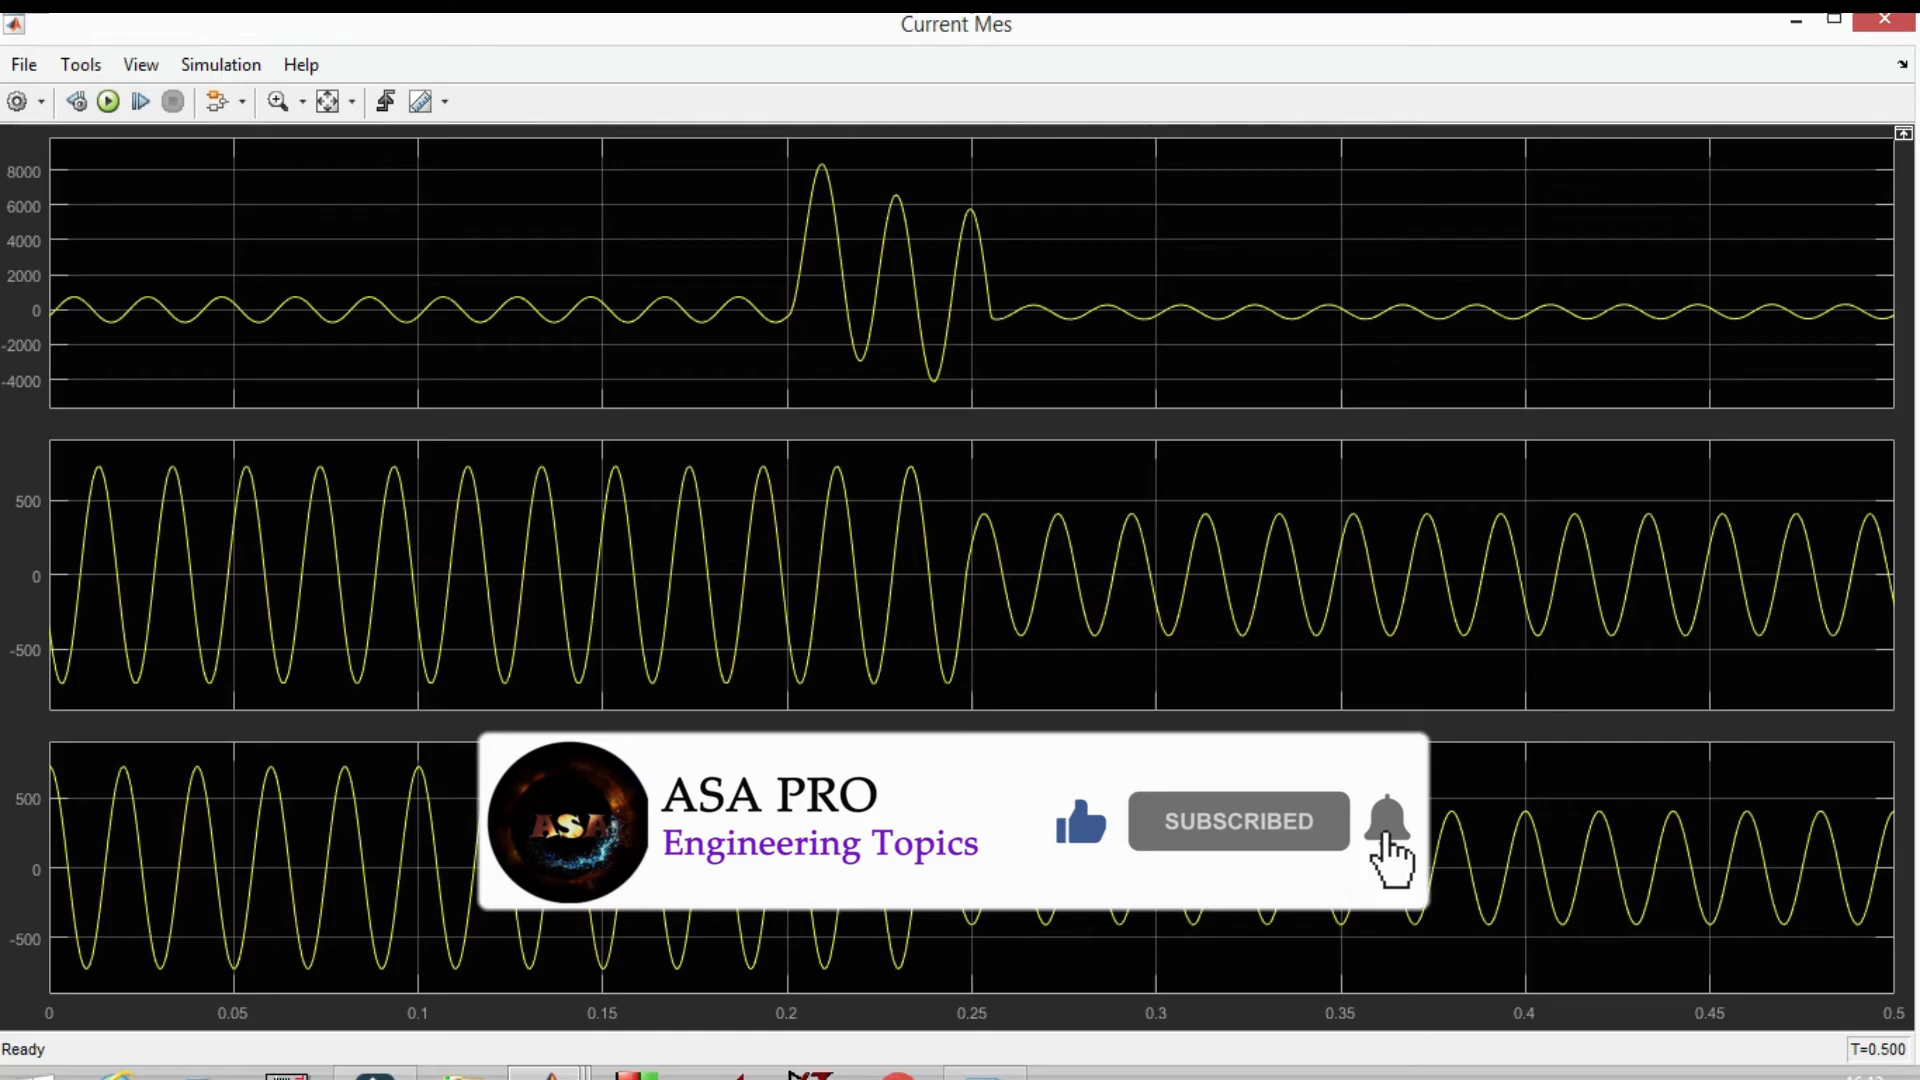 Current Mes
File Tools View Simulation Help
8000
6000
4000
2000
0
-2000
-4000
500
0
-500
500
0
-500
ASA
ASA PRO
Engineering Topics
SUBSCRIBED
0 0.05 0.1 0.15 0.2 0.25 0.3 0.35 0.4 0.45 0.5
Ready
T=0.500